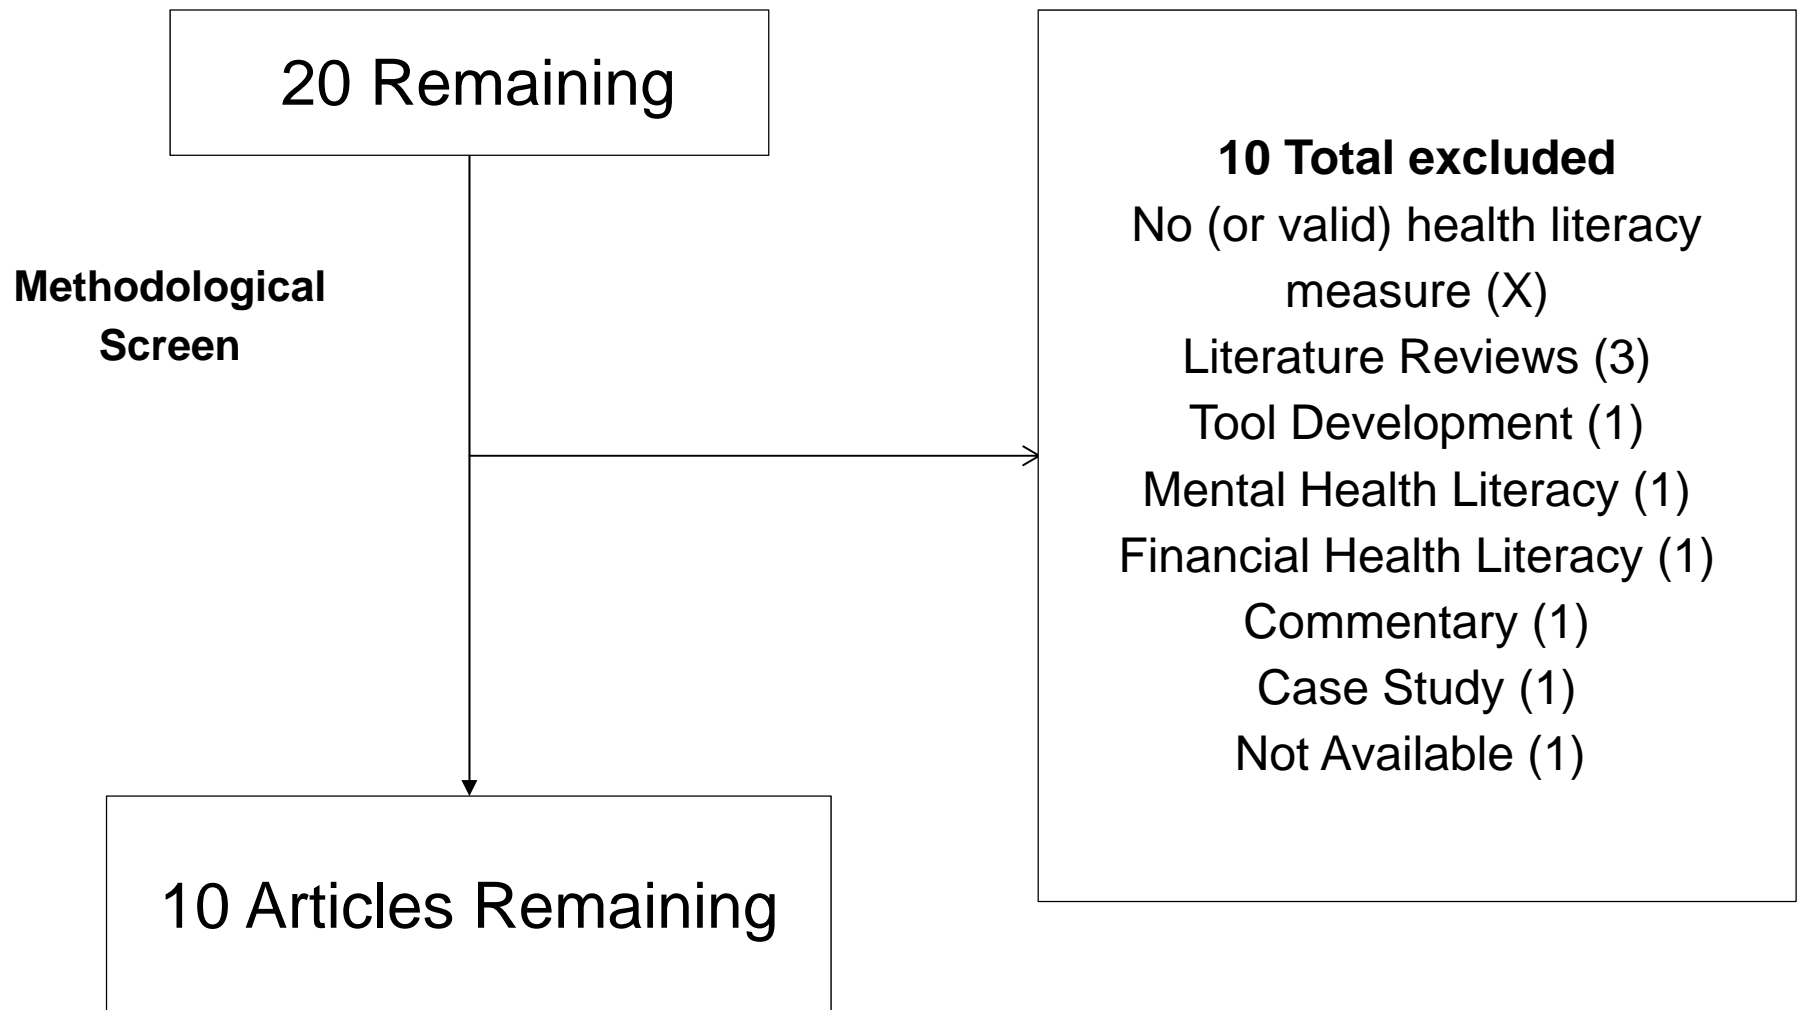 20 Remaining
Methodological
Screen
10 Total excluded
No (or valid) health literacy
measure (X)
Literature Reviews (3)
Tool Development (1)
Mental Health Literacy (1)
Financial Health Literacy (1)
Commentary (1)
Case Study (1)
Not Available (1)
10 Articles Remaining